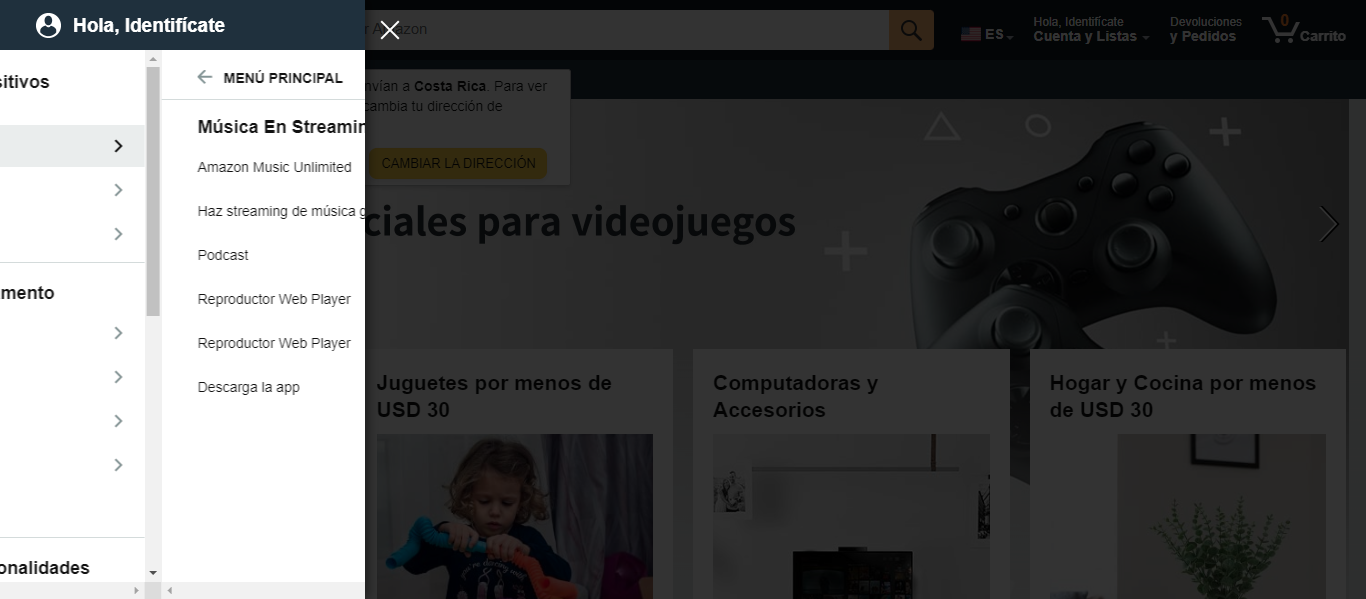 Hola, Identifícate
Amazon
ES
Hola, Identifícate
Cuenta y Listas
Devoluciones
y Pedidos
0
Carrito
MENÚ PRINCIPAL
Música En Streamin
Amazon Music Unlimited
Haz streaming de música g
Podcast
Reproductor Web Player
Reproductor Web Player
Descarga la app
sitivos
mento
onalidades
nvían a Costa Rica. Para ver
cambia tu dirección de
CAMBIAR LA DIRECCIÓN
ciales para videojuegos
Juguetes por menos de
USD 30
Computadoras y
Accesorios
Hogar y Cocina por menos
de USD 30